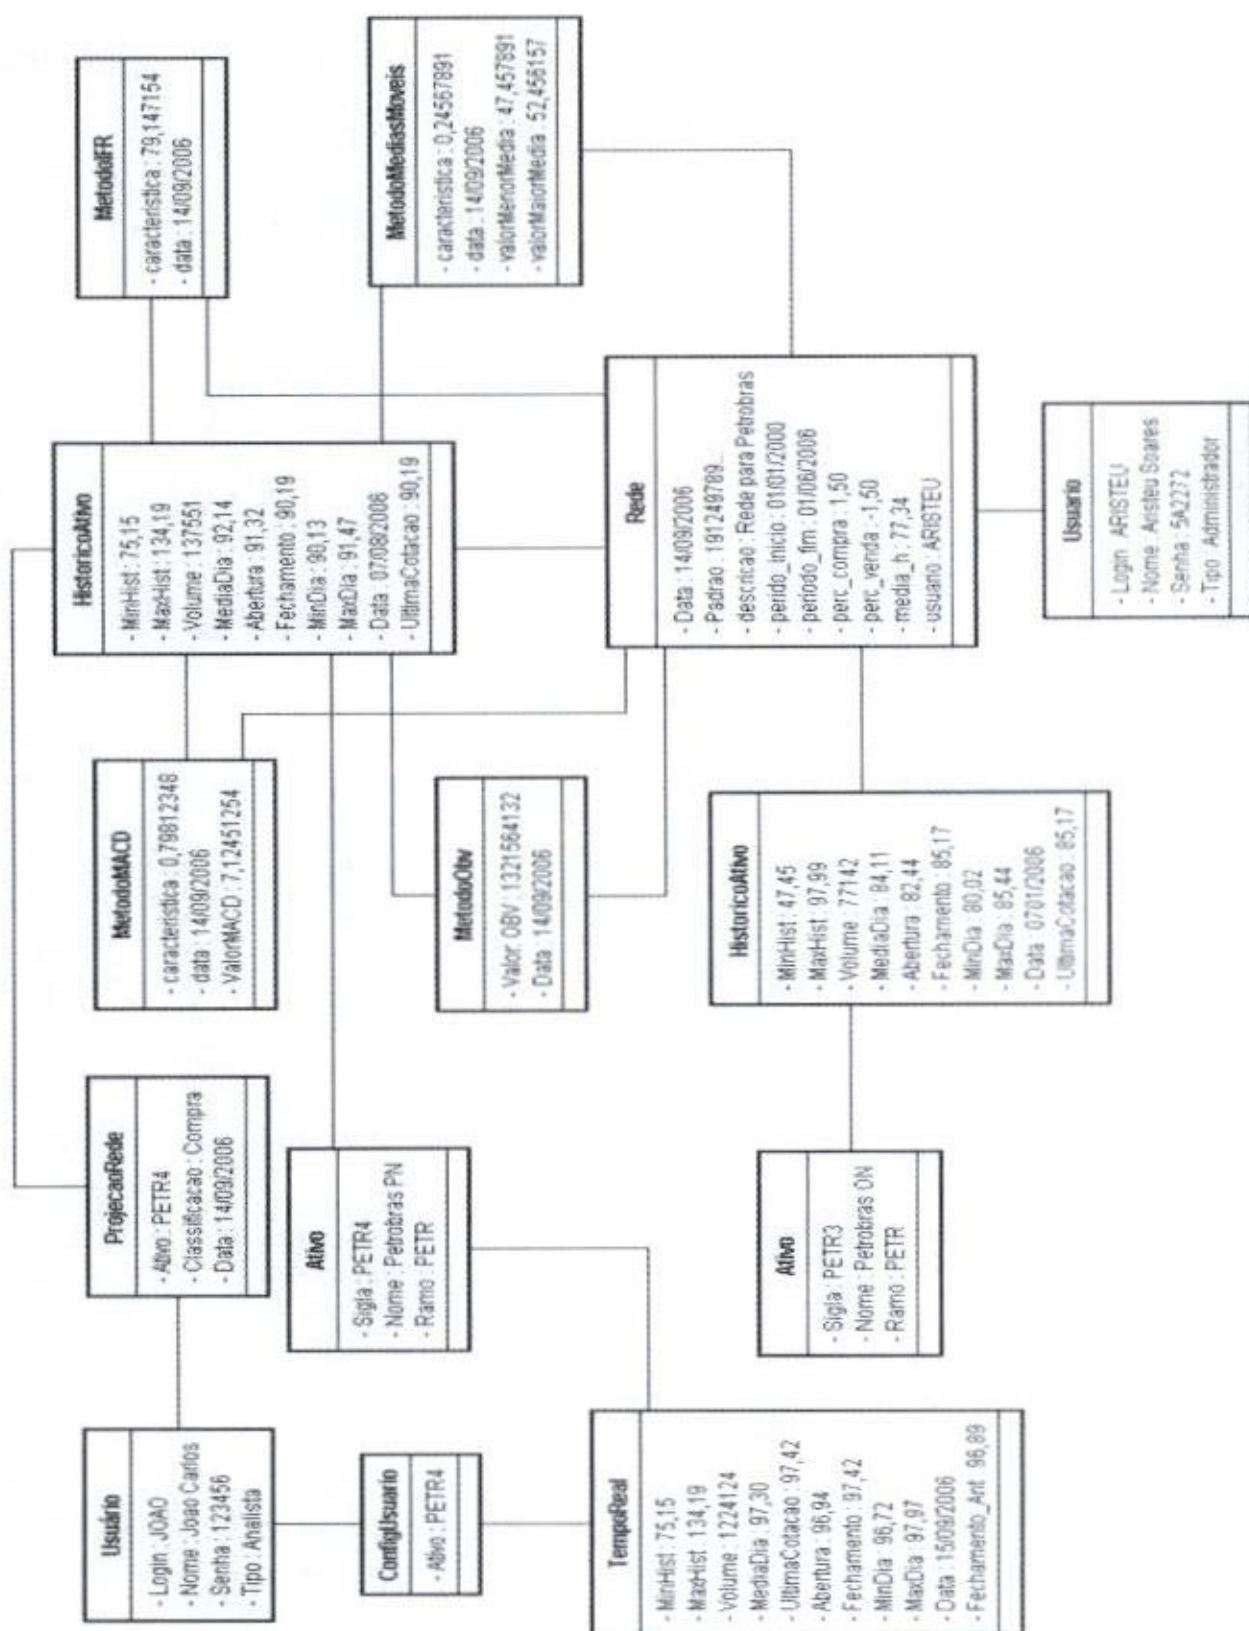 Usuário
- Login : JOAO
- Nome : Joao Carlos
- Senha : 123456
- Tipo : Analista
ConfigUsuario
- Ativo : PETR4
TempoReal
- MinHist : 75,15
- MaxHist 134,19
- Volume : 1224124
- MediaDia : 97,30
- UltimaCotacao : 97,42
- Abertura : 96,94
- Fechamento : 97,42
- MinDia 96,72
- MaxDia : 97,97
- Data : 15/09/2006
- Fechamento_Ant 96,89
ProjecaoRede
- Ativo : PETR4
- Classificacao : Compra
- Data : 14/09/2006
Ativo
- Sigla : PETR4
- Nome : Petrobras PN
- Ramo : PETR
Ativo
- Sigla : PETR3
- Nome : Petrobras ON
- Ramo : PETR
MetodoMACD
- caracteristica : 0,79812348
- data : 14/09/2006
- ValorMACD : 7,12451254
MetodoObv
- Valor OBV : 1321564132
- Data 14/09/2006
HistoricoAtivo
- MinHist : 47,45
- MaxHist : 97,99
- Volume 77142
- MediaDia : 84,11
- Abertura : 82,44
- Fechamento : 85,17
- MinDia : 80,02
- MaxDia : 85,44
- Data 07/01/2006
- UltimaCotacao : 85,17
HistoricoAtivo
- MinHist : 75,15
- MaxHist : 134,19
- Volume : 137551
- MediaDia : 92,14
- Abertura : 91,32
- Fechamento : 90,19
- MinDia : 90,13
- MaxDia : 91,47
- Data : 07/08/2006
- UltimaCotacao : 90,19
Rede
- Data : 14/09/2006
- Padrao : 191249789...
- descricao : Rede para Petrobras
- perido_inicio : 01/01/2000
- periodo_fim : 01/06/2006
- perc_compra : 1,50
- perc_venda : -1,50
- media_h : 77,34
- usuario : ARISTEU
Usuario
- Login ARISTEU
- Nome : Aristeu Soares
- Senha : 5A2272
- Tipo Administrador
MetodoIFR
- caracteristica : 79,147154
- data : 14/09/2006
MetodoMediasMoveis
- caracteristica : 0,24567891
- data : 14/09/2006
- valorMenorMedia : 47,457891
- valorMaiorMedia : 52,456157